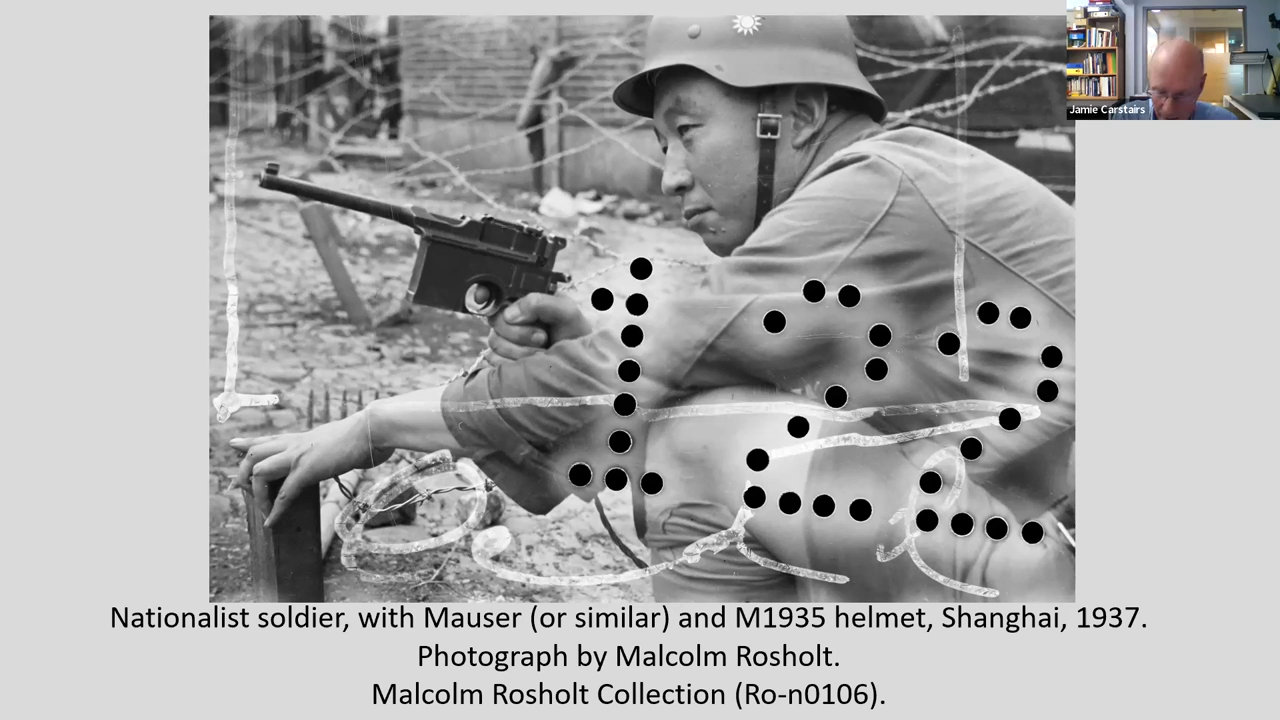 Jamie Carstairs
122
Nationalist soldier, with Mauser (or similar) and M1935 helmet, Shanghai, 1937.
Photograph by Malcolm Rosholt.
Malcolm Rosholt Collection (Ro-n0106).